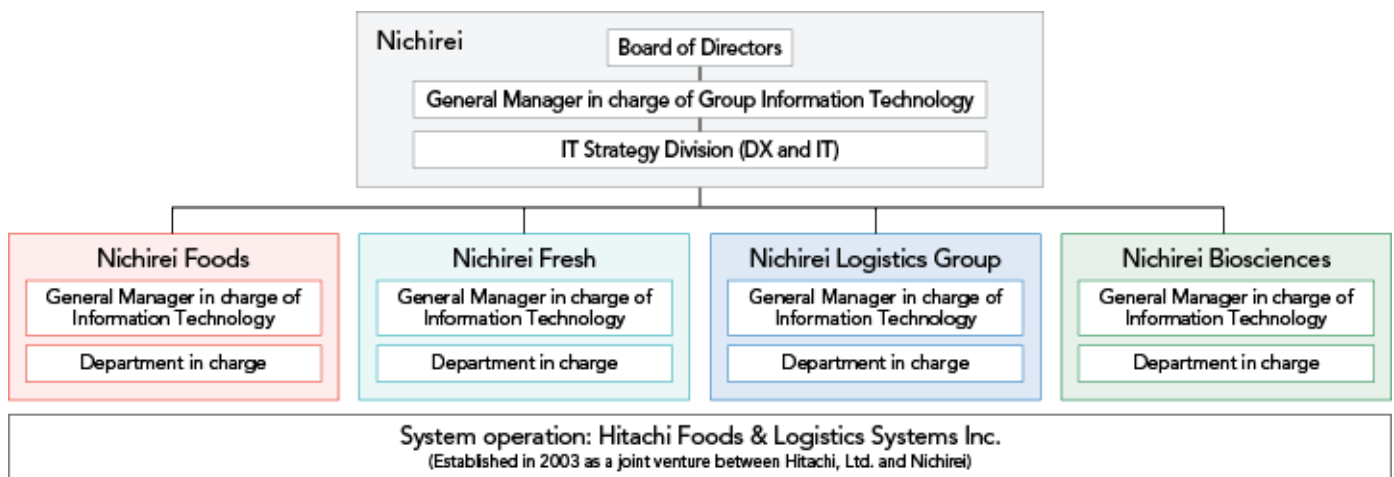 Nichirei
Board of Directors
General Manager in charge of Group Information Technology
IT Strategy Division (DX and IT)
Nichirei Foods
General Manager in charge of
Information Technology
Department in charge
Nichirei Fresh
General Manager in charge of
Information Technology
Department in charge
Nichirei Logistics Group
General Manager in charge of
Information Technology
Department in charge
Nichirei Biosciences
General Manager in charge of
Information Technology
Department in charge
System operation: Hitachi Foods & Logistics Systems Inc.
(Established in 2003 as a joint venture between Hitachi, Ltd. and Nichirei)